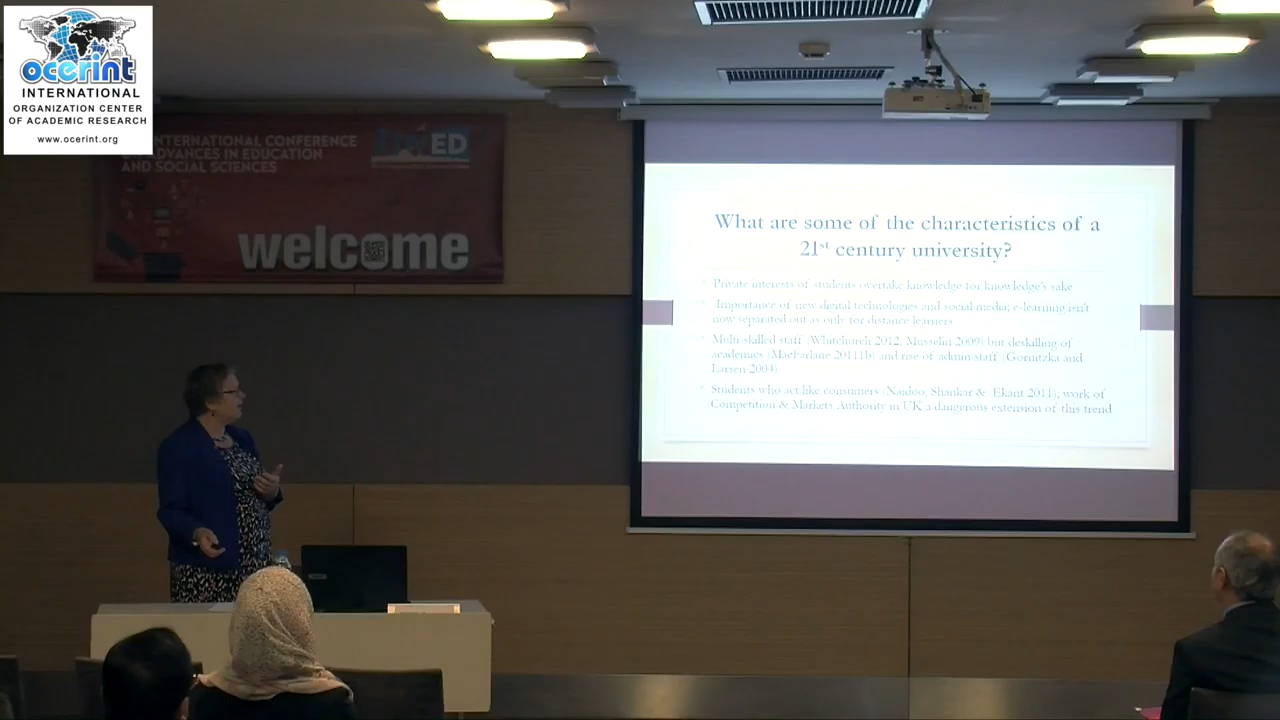 ocerint
INTERNATIONAL
ORGANIZATION CENTER
OF ACADEMIC RESEARCH
www.ocerint.org
INTERNATIONAL CONFERENCE
ON ADVANCES IN EDUCATION
AND SOCIAL SCIENCES
ED
welcome
What are some of the characteristics of a
21st century university?
Private interests of students overtake knowledge for knowledge's sake
Importance of new digital technologies and social media; e-learning isn't
now separated out as only for distance learners
Multi-skilled staff (Whitchurch 2012, Musselin 2009) but deskilling of
academics (MacFarlane 20111b) and rise of admin staff (Gornitzka and
Larsen 2004)
Students who act like consumers (Naidoo, Shankar & Ekant 2011); work of
Competition & Markets Authority in UK a dangerous extension of this trend